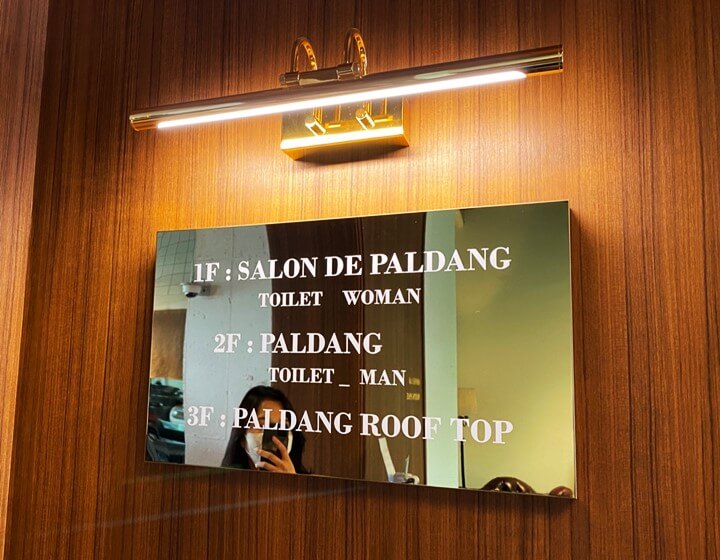 1F : SALON DE PALDANG
TOILET WOMAN
2F : PALDANG
TOILET _ MAN
3F : PALDANG ROOF TOP